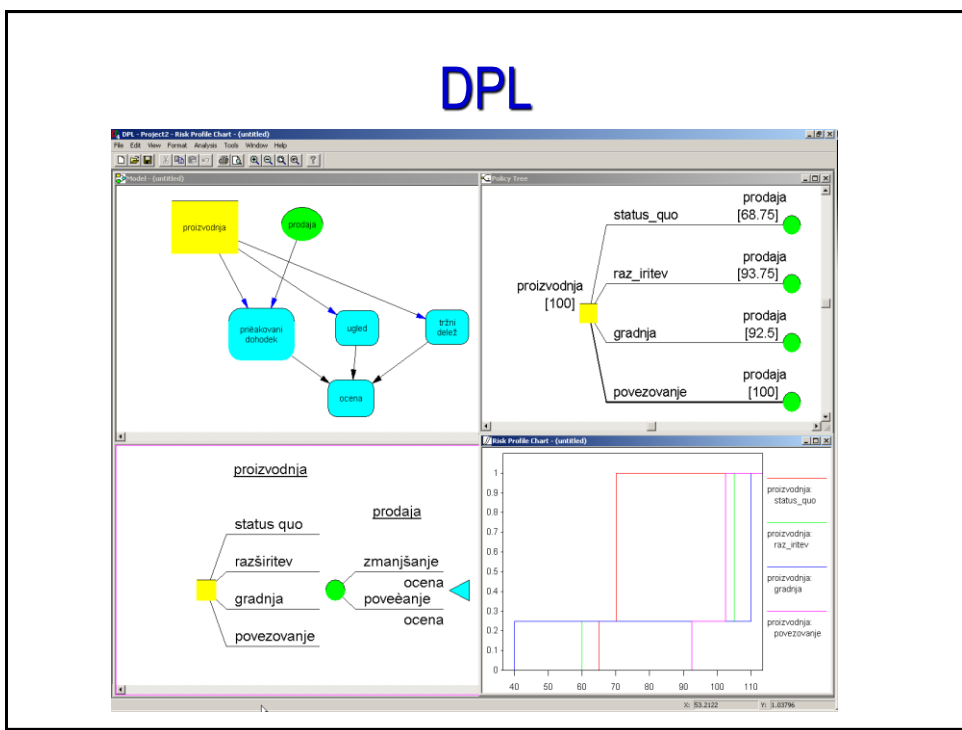 DPL
DPL - Project2 - Risk Profile Chart - (untitled)
File Edit View Format Analysis Tools Window Help
Model - (untitled)
proizvodnja
prodaja
prièakovani
dohodek
ugled
tržni
delež
ocena
Policy Tree
proizvodnja
[100]
status_quo
prodaja
[68.75]
raz_iritev
prodaja
[93.75]
gradnja
prodaja
[92.5]
povezovanje
prodaja
[100]
proizvodnja
status quo
razširitev
gradnja
povezovanje
prodaja
zmanjšanje
ocena
poveèanje
ocena
Risk Profile Chart - (untitled)
1
0.9
0.8
0.7
0.6
0.5
0.4
0.3
0.2
0.1
0
40 50 60 70 80 90 100 110
proizvodnja:
status_quo
proizvodnja:
raz_iritev
proizvodnja:
gradnja
proizvodnja:
povezovanje
X: 53.2122 Y: 1.03796